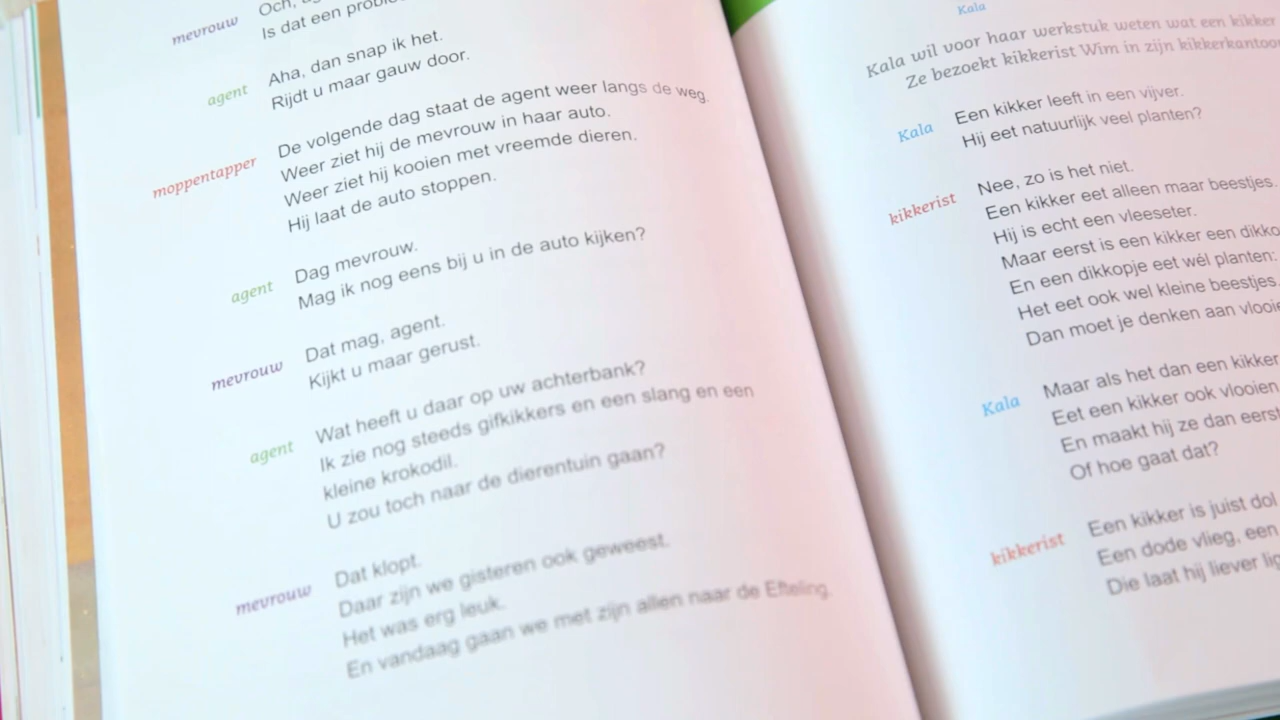 mevrouw
Och,
Is dat een
agent
Aha, dan snap ik het.
Rijdt u maar gauw door.
moppentapper
De volgende dag staat de agent weer langs de weg.
Weer ziet hij de mevrouw in haar auto.
Weer ziet hij kooien met vreemde dieren.
Hij laat de auto stoppen.
agent
Dag mevrouw.
Mag ik nog eens bij u in de auto kijken?
mevrouw
Dat mag, agent.
Kijkt u maar gerust.
agent
Wat heeft u daar op uw achterbank?
Ik zie nog steeds gifkikkers en een slang en een
kleine krokodil.
U zou toch naar de dierentuin gaan?
mevrouw
Dat klopt.
Daar zijn we gisteren ook geweest.
Het was erg leuk.
En vandaag gaan we met zijn allen naar de Efteling.
Kala
Kala wil voor haar werkstuk weten wat een kikker
Ze bezoekt kikkerist Wim in zijn kikkerkantoor
Kala
Een kikker leeft in een vijver.
Hij eet natuurlijk veel planten?
kikkerist
Nee, zo is het niet.
Een kikker eet alleen maar beestjes.
Hij is echt een vleeseter.
Maar eerst is een kikker een dikko
En een dikkopje eet wél planten:
Het eet ook wel kleine beestjes.
Dan moet je denken aan vlooie
Kala
Maar als het dan een kikker
Eet een kikker ook vlooien
En maakt hij ze dan eerst
Of hoe gaat dat?
kikkerist
Een kikker is juist dol
Een dode vlieg, een
Die laat hij liever lig